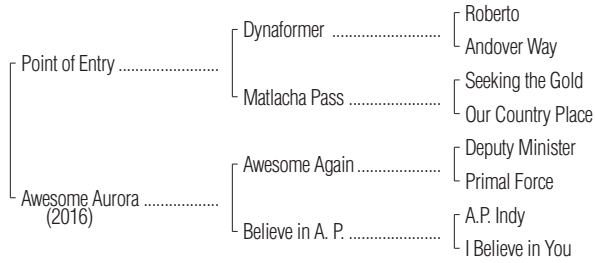 Roberto
Dynaformer ......................
Andover Way
Point of Entry ....................
Seeking the Gold
Matlacha Pass ...................
Our Country Place
Deputy Minister
Awesome Again .................
Primal Force
Awesome Aurora ...............
(2016)
A.P. Indy
Believe in A. P. ..................
I Believe in You